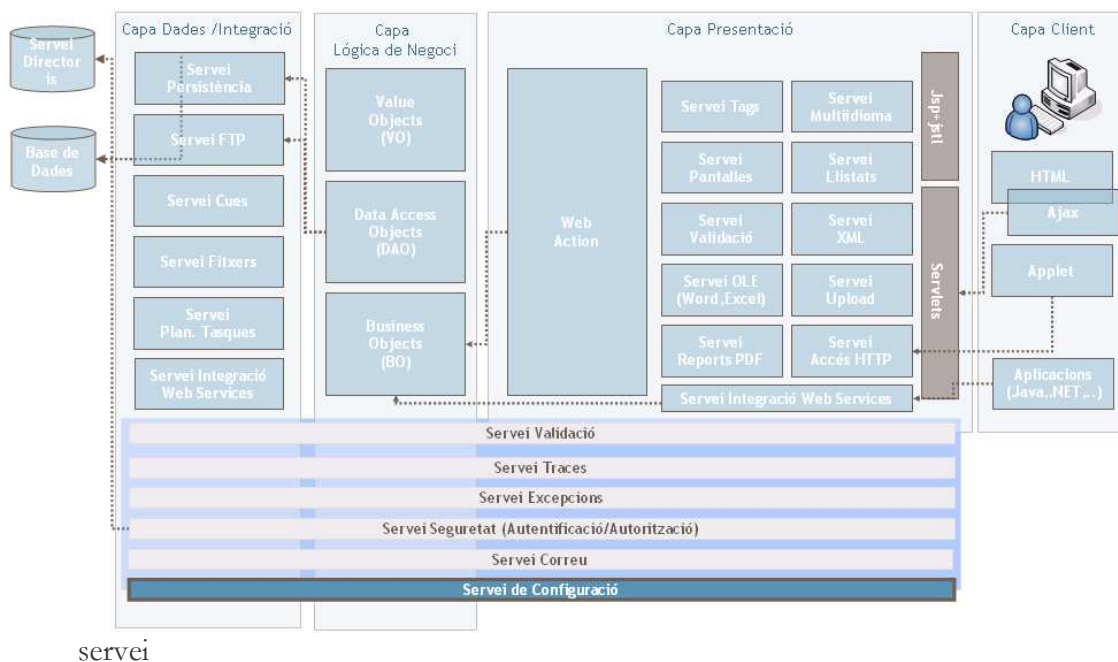 Capa Dades /Integració
Capa
Lógica de Negoci
Capa Presentació
Capa Client
Servei
Director
is
Base de
Dades
Servei
Persistència
Servei FTP
Servei Cues
Servei Fitxers
Servei
Plan. Tasques
Servei Integració
Web Services
Value
Objects
(VO)
Data Access
Objects
(DAO)
Business
Objects
(BO)
Web
Action
Servei Tags
Servei
Multiidioma
Servei
Pantalles
Servei
Llistats
Servei
Validació
Servei
XML
Servei OLE
(Word,Excel)
Servei
Upload
Servei
Reports PDF
Servei
Accés HTTP
Servei Integració Web Services
Jsp+jstl
Servlets
HTML
Ajax
Applet
Aplicacions
(Java,.NET,..)
Servei Validació
Servei Traces
Servei Excepcions
Servei Seguretat (Autentificació/Autorització)
Servei Correu
Servei de Configuració
servei